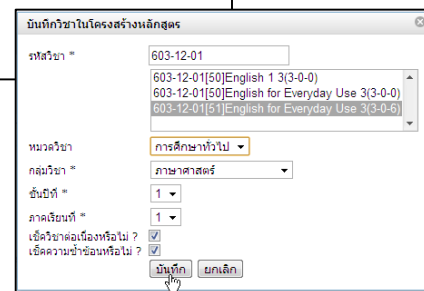 บันทึกวิชาในโครงสร้างหลักสูตร
รหัสวิชา * 603-12-01
603-12-01[50]English 1 3(3-0-0)
603-12-01[50]English for Everyday Use 3(3-0-0)
603-12-01[51]English for Everyday Use 3(3-0-6)
หมวดวิชา การศึกษาทั่วไป
กลุ่มวิชา * ภาษาศาสตร์
ชั้นปีที่ * 1
ภาคเรียนที่ * 1
เช็ควิชาต่อเนื่องหรือไม่ ?
เช็คความซ้ำซ้อนหรือไม่ ?
บันทึก ยกเลิก